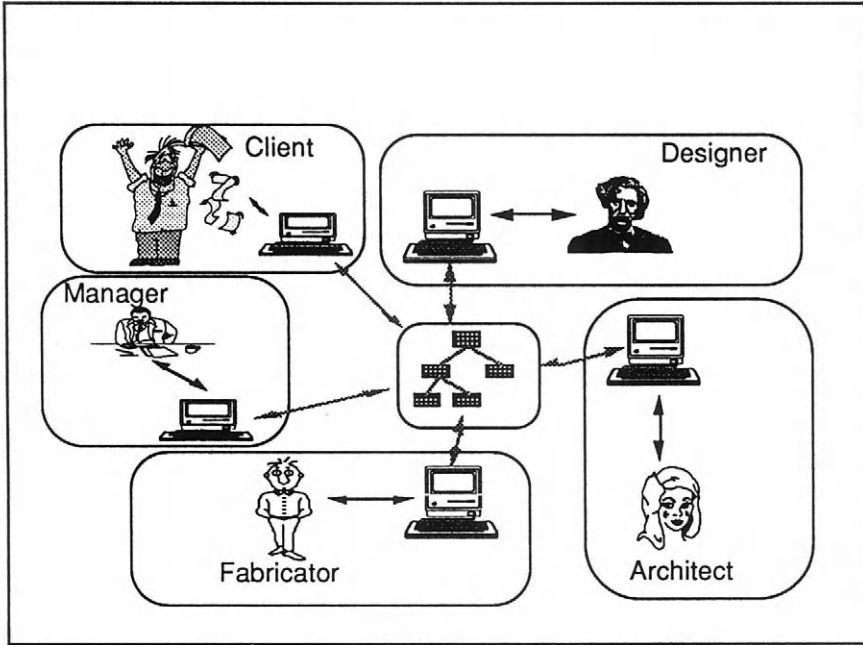 Client
Designer
Manager
Fabricator
Architect